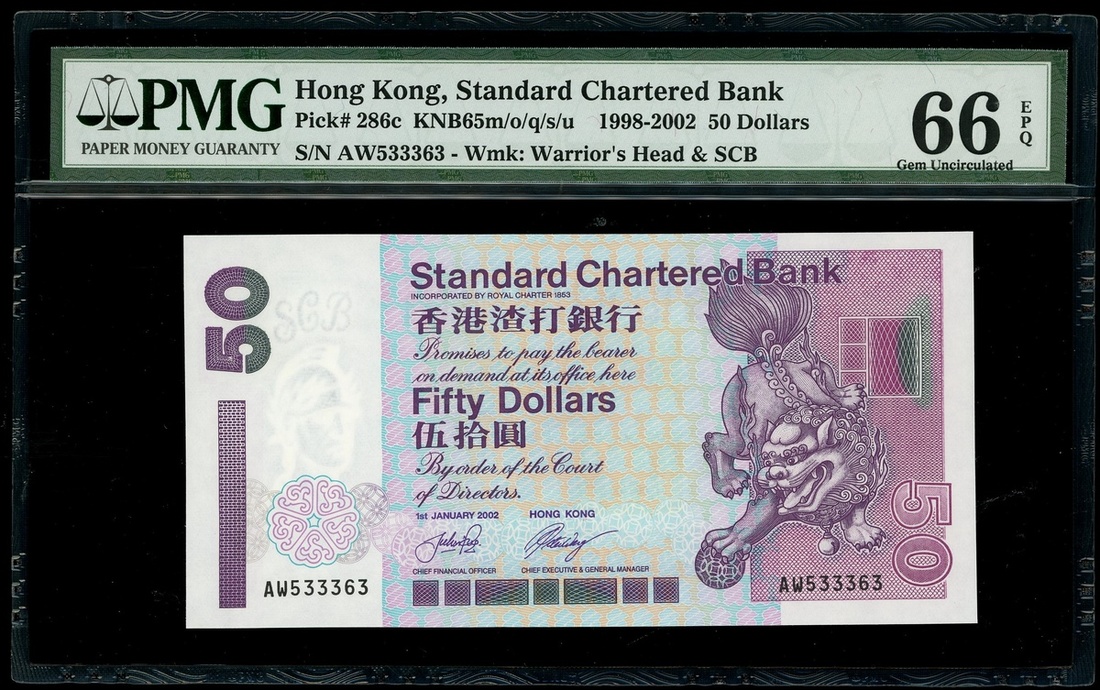 PMG
PAPER MONEY GUARANTY
Hong Kong, Standard Chartered Bank
Pick# 286c KNB65m/o/q/s/u 1998-2002 50 Dollars
S/N AW533363 - Wmk: Warrior's Head & SCB
66 EPQ
Gem Uncirculated
50
SCB
Standard Chartered Bank
INCORPORATED BY ROYAL CHARTER 1853
香港渣打銀行
Promises to pay the bearer
on demand at its office here
Fifty Dollars
伍拾圓
By order of the Court
of Directors.
1st JANUARY 2002 HONG KONG
CHIEF FINANCIAL OFFICER CHIEF EXECUTIVE & GENERAL MANAGER
AW533363
AW533363
50